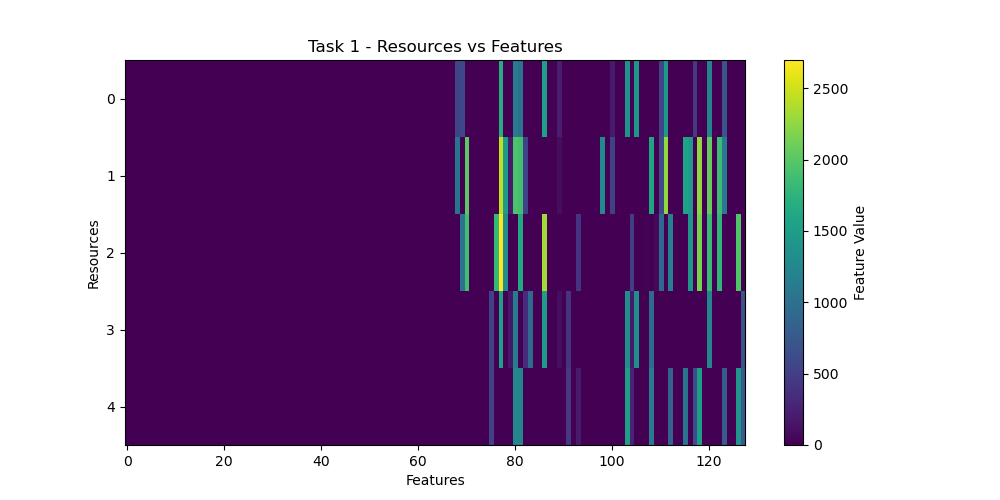 Task 1 - Resources vs Features
Resources
0
1
2
3
4
0 20 40 60 80 100 120
Features
2500
2000
1500
1000
500
0
Feature Value